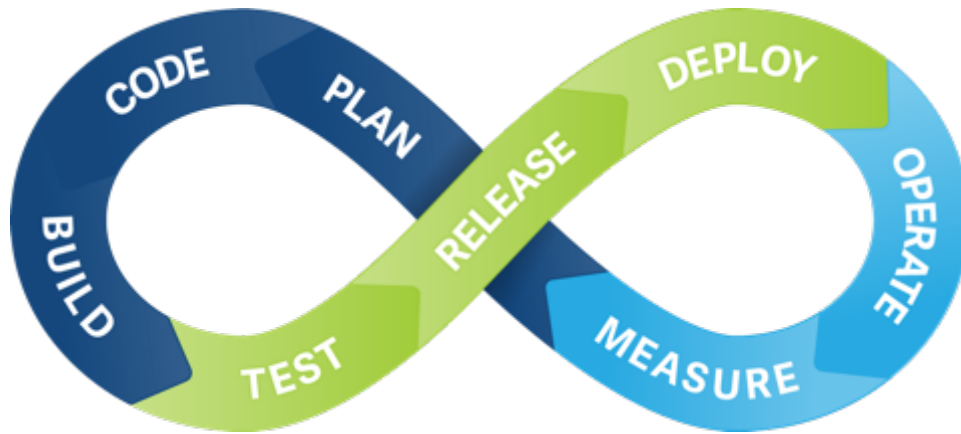 PLAN
CODE
BUILD
TEST
RELEASE
DEPLOY
OPERATE
MEASURE